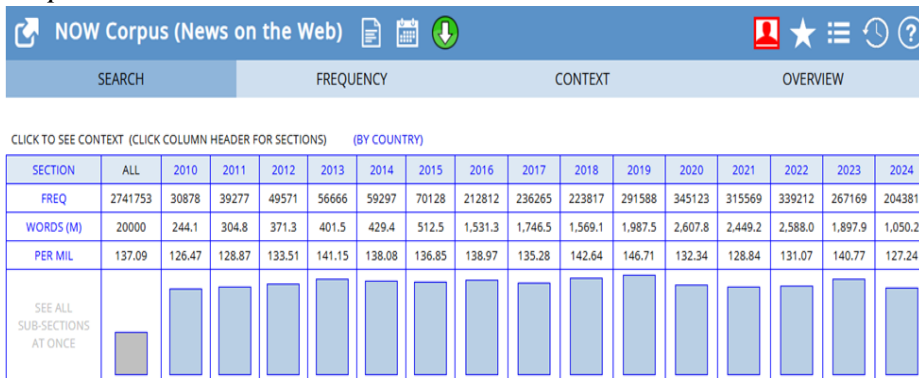 NOW Corpus (News on the Web)
SEARCH FREQUENCY CONTEXT OVERVIEW
CLICK TO SEE CONTEXT (CLICK COLUMN HEADER FOR SECTIONS) (BY COUNTRY)
SECTION ALL 2010 2011 2012 2013 2014 2015 2016 2017 2018 2019 2020 2021 2022 2023 2024
FREQ 2741753 30878 39277 49571 56666 59297 70128 212812 236265 223817 291588 345123 315569 339212 267169 204381
WORDS (M) 20000 244.1 304.8 371.3 401.5 429.4 512.5 1,531.3 1,746.5 1,569.1 1,987.5 2,607.8 2,449.2 2,588.0 1,897.9 1,050.2
PER MIL 137.09 126.47 128.87 133.51 141.15 138.08 136.85 138.97 135.28 142.64 146.71 132.34 128.84 131.07 140.77 127.24
SEE ALL
SUB-SECTIONS
AT ONCE